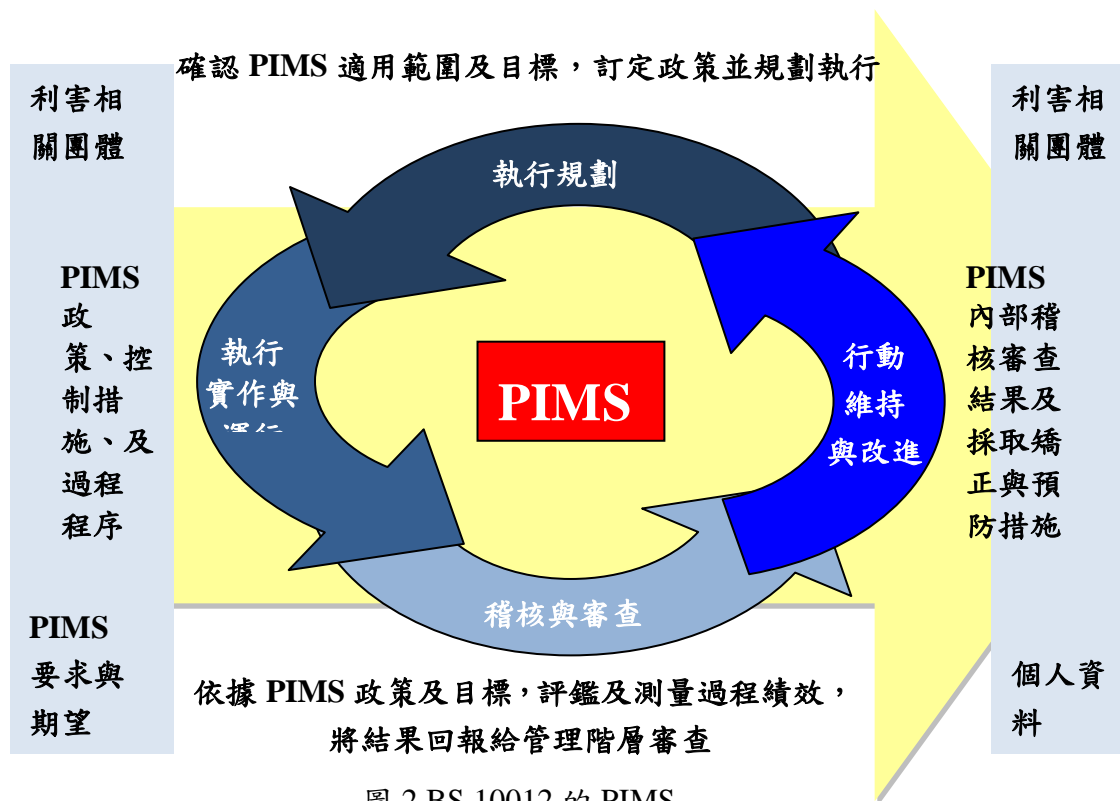 確認 PIMS 適用範圍及目標，訂定政策並規劃執行
利害相
關團體
PIMS
政
策、控
制措
施、及
過程
程序
PIMS
要求與
期望
執行規劃
執行
實作與
PIMS
行動
維持
與改進
稽核與審查
利害相
關團體
PIMS
內部稽
核審查
結果及
採取矯
正與預
防措施
個人資
料
依據 PIMS 政策及目標，評鑑及測量過程績效，
將結果回報給管理階層審查
圖 2 BS 10012 的 PIMS